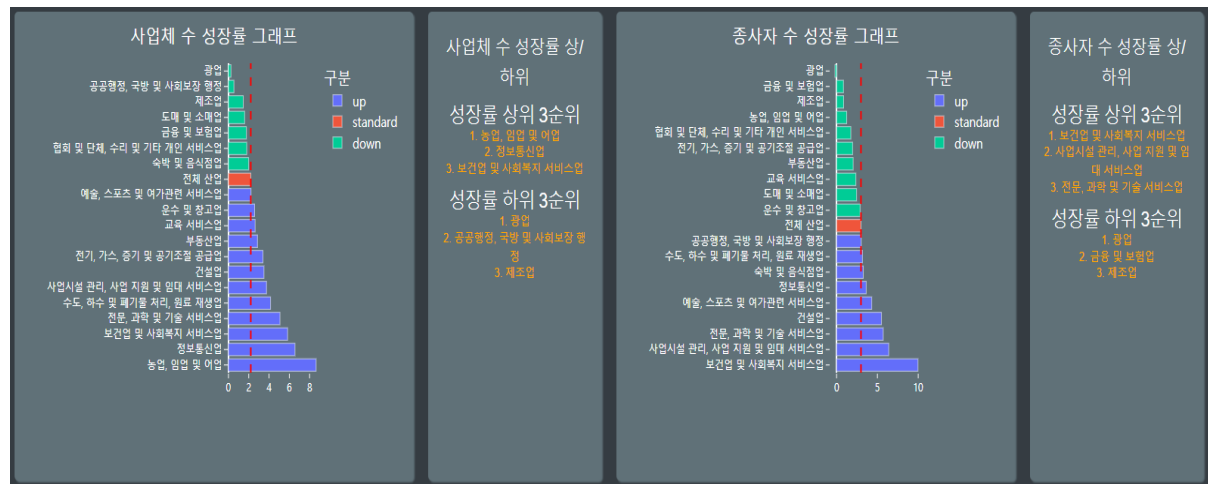 사업체 수 성장률 그래프
광업
공공행정, 국방 및 사회보장 행정
제조업
도매 및 소매업
금융 및 보험업
협회 및 단체, 수리 및 기타 개인 서비스업
숙박 및 음식점업
전체 산업
예술, 스포츠 및 여가관련 서비스업
운수 및 창고업
교육 서비스업
부동산업
전기, 가스, 증기 및 공기조절 공급업
건설업
사업시설 관리, 사업 지원 및 임대 서비스업
수도, 하수 및 폐기물 처리, 원료 재생업
전문, 과학 및 기술 서비스업
보건업 및 사회복지 서비스업
정보통신업
농업, 임업 및 어업
0 2 4 6 8
구분
up
standard
down
사업체 수 성장률 상/
하위
성장률 상위 3순위
1. 농업, 임업 및 어업
2. 정보통신업
3. 보건업 및 사회복지 서비스업
성장률 하위 3순위
1. 광업
2. 공공행정, 국방 및 사회보장 행
정
3. 제조업
종사자 수 성장률 그래프
광업
금융 및 보험업
제조업
농업, 임업 및 어업
협회 및 단체, 수리 및 기타 개인 서비스업
전기, 가스, 증기 및 공기조절 공급업
부동산업
교육 서비스업
도매 및 소매업
운수 및 창고업
전체 산업
공공행정, 국방 및 사회보장 행정
수도, 하수 및 폐기물 처리, 원료 재생업
숙박 및 음식점업
정보통신업
예술, 스포츠 및 여가관련 서비스업
건설업
전문, 과학 및 기술 서비스업
사업시설 관리, 사업 지원 및 임대 서비스업
보건업 및 사회복지 서비스업
0 5 10
구분
up
standard
down
종사자 수 성장률 상/
하위
성장률 상위 3순위
1. 보건업 및 사회복지 서비스업
2. 사업시설 관리, 사업 지원 및 임
대 서비스업
3. 전문, 과학 및 기술 서비스업
성장률 하위 3순위
1. 광업
2. 금융 및 보험업
3. 제조업